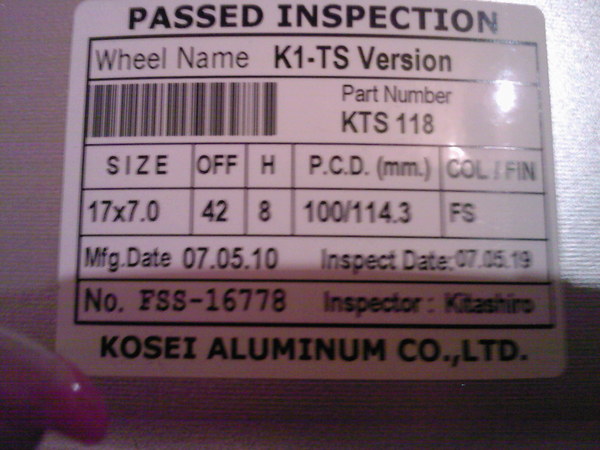 PASSED INSPECTION
Wheel Name K1-TS Version
Part Number
KTS 118
SIZE OFF H P.C.D. (mm.) COL / FIN
17x7.0 42 8 100/114.3 FS
Mfg.Date 07.05.10 Inspect Date:07.05.19
No. FSS-16778 Inspector : Kitashiro
KOSEI ALUMINUM CO.,LTD.